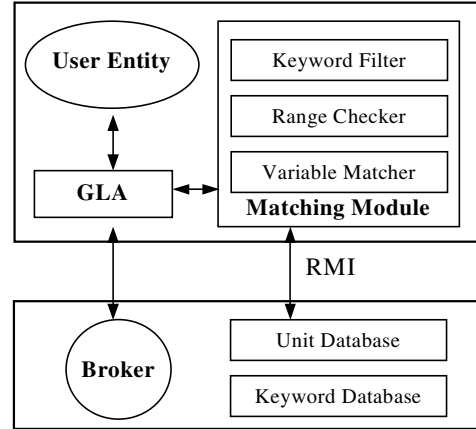 User Entity
Keyword Filter
Range Checker
Variable Matcher
GLA
Matching Module
RMI
Broker
Unit Database
Keyword Database